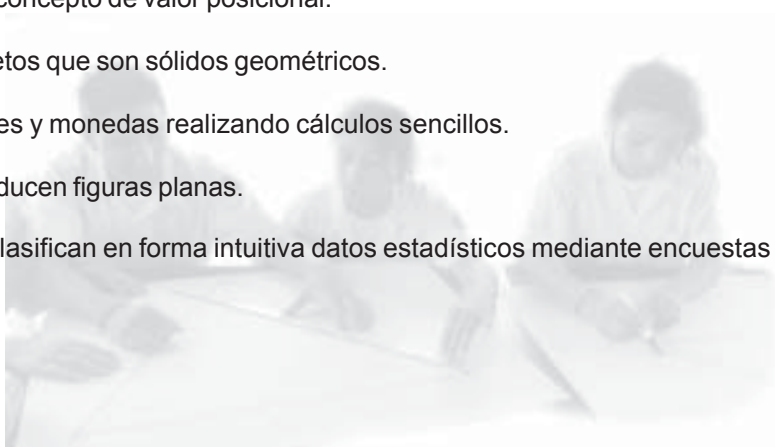 concepto de valor posicional.
etos que son sólidos geométricos.
es y monedas realizando cálculos sencillos.
ducen figuras planas.
lasifican en forma intuitiva datos estadísticos mediante encuestas